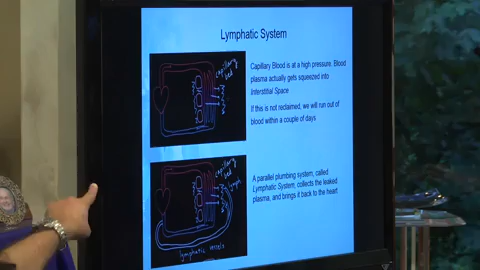 Lymphatic System
Capillary Blood is at a high pressure. Blood
plasma actually gets squeezed into
Interstitial Space
If this is not reclaimed, we will run out of
blood within a couple of days
capillary
bed
A parallel plumbing system, called
Lymphatic System, collects the leaked
plasma, and brings it back to the heart
capillary
bed
lymph
lymphatic vessels